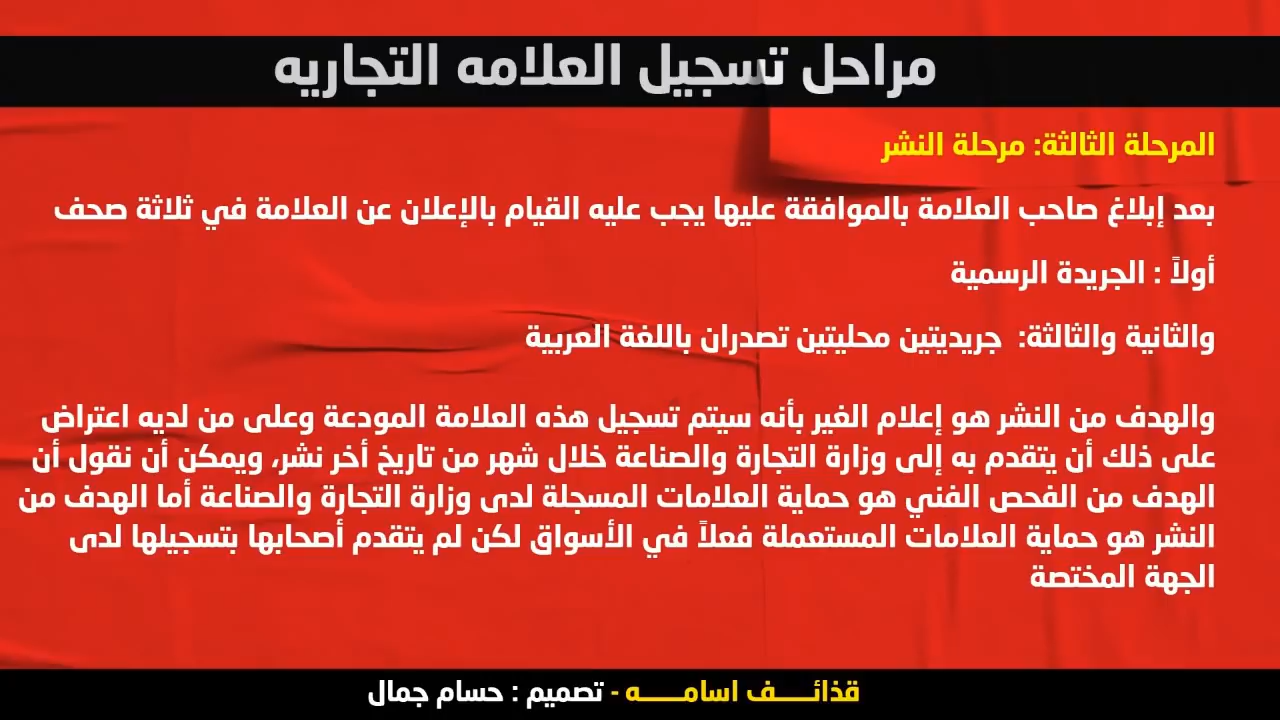 مراحل تسجيل العلامه التجاريه
المرحلة الثالثة: مرحلة النشر
بعد إبلاغ صاحب العلامة بالموافقة عليها يجب عليه القيام بالإعلان عن العلامة في ثلاثة صحف
أولاً : الجريدة الرسمية
والثانية والثالثة: جريديتين محليتين تصدران باللغة العربية
والهدف من النشر هو إعلام الغير بأنه سيتم تسجيل هذه العلامة المودعة وعلى من لديه اعتراض
على ذلك أن يتقدم به إلى وزارة التجارة والصناعة خلال شهر من تاريخ أخر نشر، ويمكن أن نقول أن
الهدف من الفحص الفني هو حماية العلامات المسجلة لدى وزارة التجارة والصناعة أما الهدف من
النشر هو حماية العلامات المستعملة فعلاً في الأسواق لكن لم يتقدم أصحابها بتسجيلها لدى
الجهة المختصة
قذائـــــف اسامـــــه - تصميم : حسام جمال